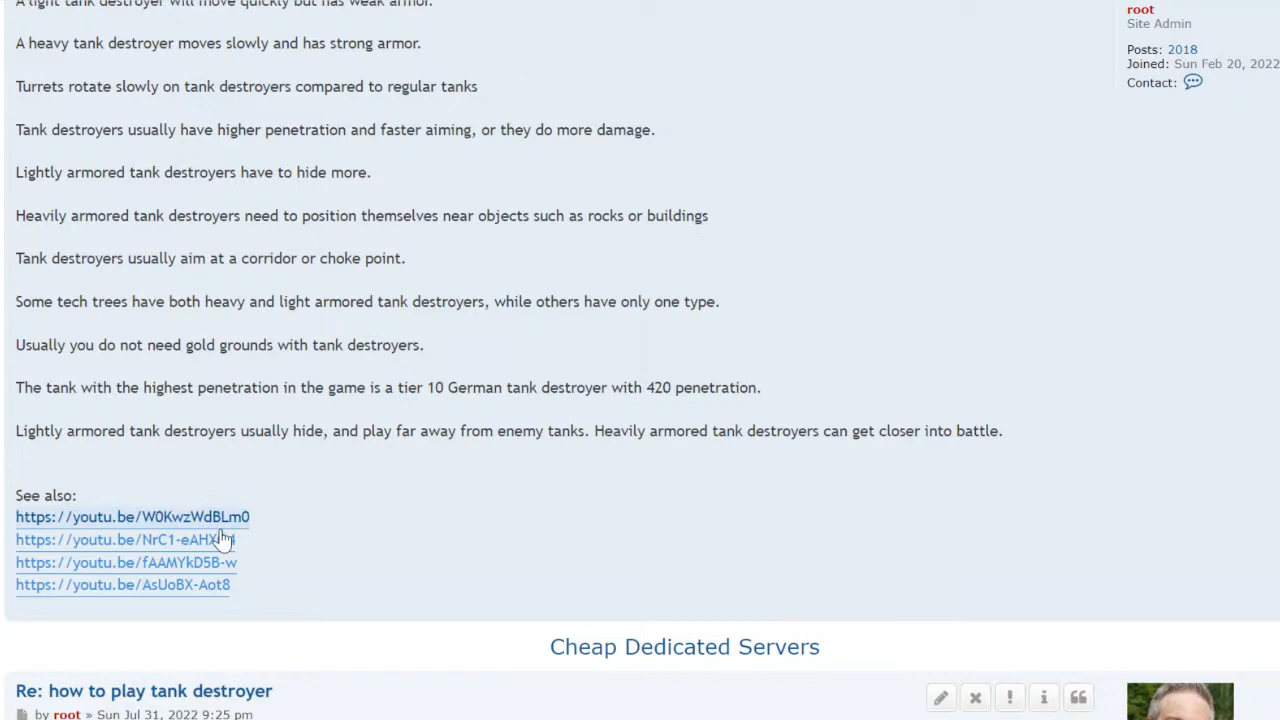 A light tank destroyer will move quickly but has weak armor.
root
Site Admin
A heavy tank destroyer moves slowly and has strong armor.
Posts: 2018
Joined: Sun Feb 20, 2022
Contact:
Turrets rotate slowly on tank destroyers compared to regular tanks
Tank destroyers usually have higher penetration and faster aiming, or they do more damage.
Lightly armored tank destroyers have to hide more.
Heavily armored tank destroyers need to position themselves near objects such as rocks or buildings
Tank destroyers usually aim at a corridor or choke point.
Some tech trees have both heavy and light armored tank destroyers, while others have only one type.
Usually you do not need gold grounds with tank destroyers.
The tank with the highest penetration in the game is a tier 10 German tank destroyer with 420 penetration.
Lightly armored tank destroyers usually hide, and play far away from enemy tanks. Heavily armored tank destroyers can get closer into battle.
See also:
https://youtu.be/W0KwzWdBLm0
https://youtu.be/NrC1-eAHX
https://youtu.be/fAAMYkD5B-w
https://youtu.be/AsUoBX-Aot8
Cheap Dedicated Servers
Re: how to play tank destroyer
by root » Sun Jul 31, 2022 9:25 pm